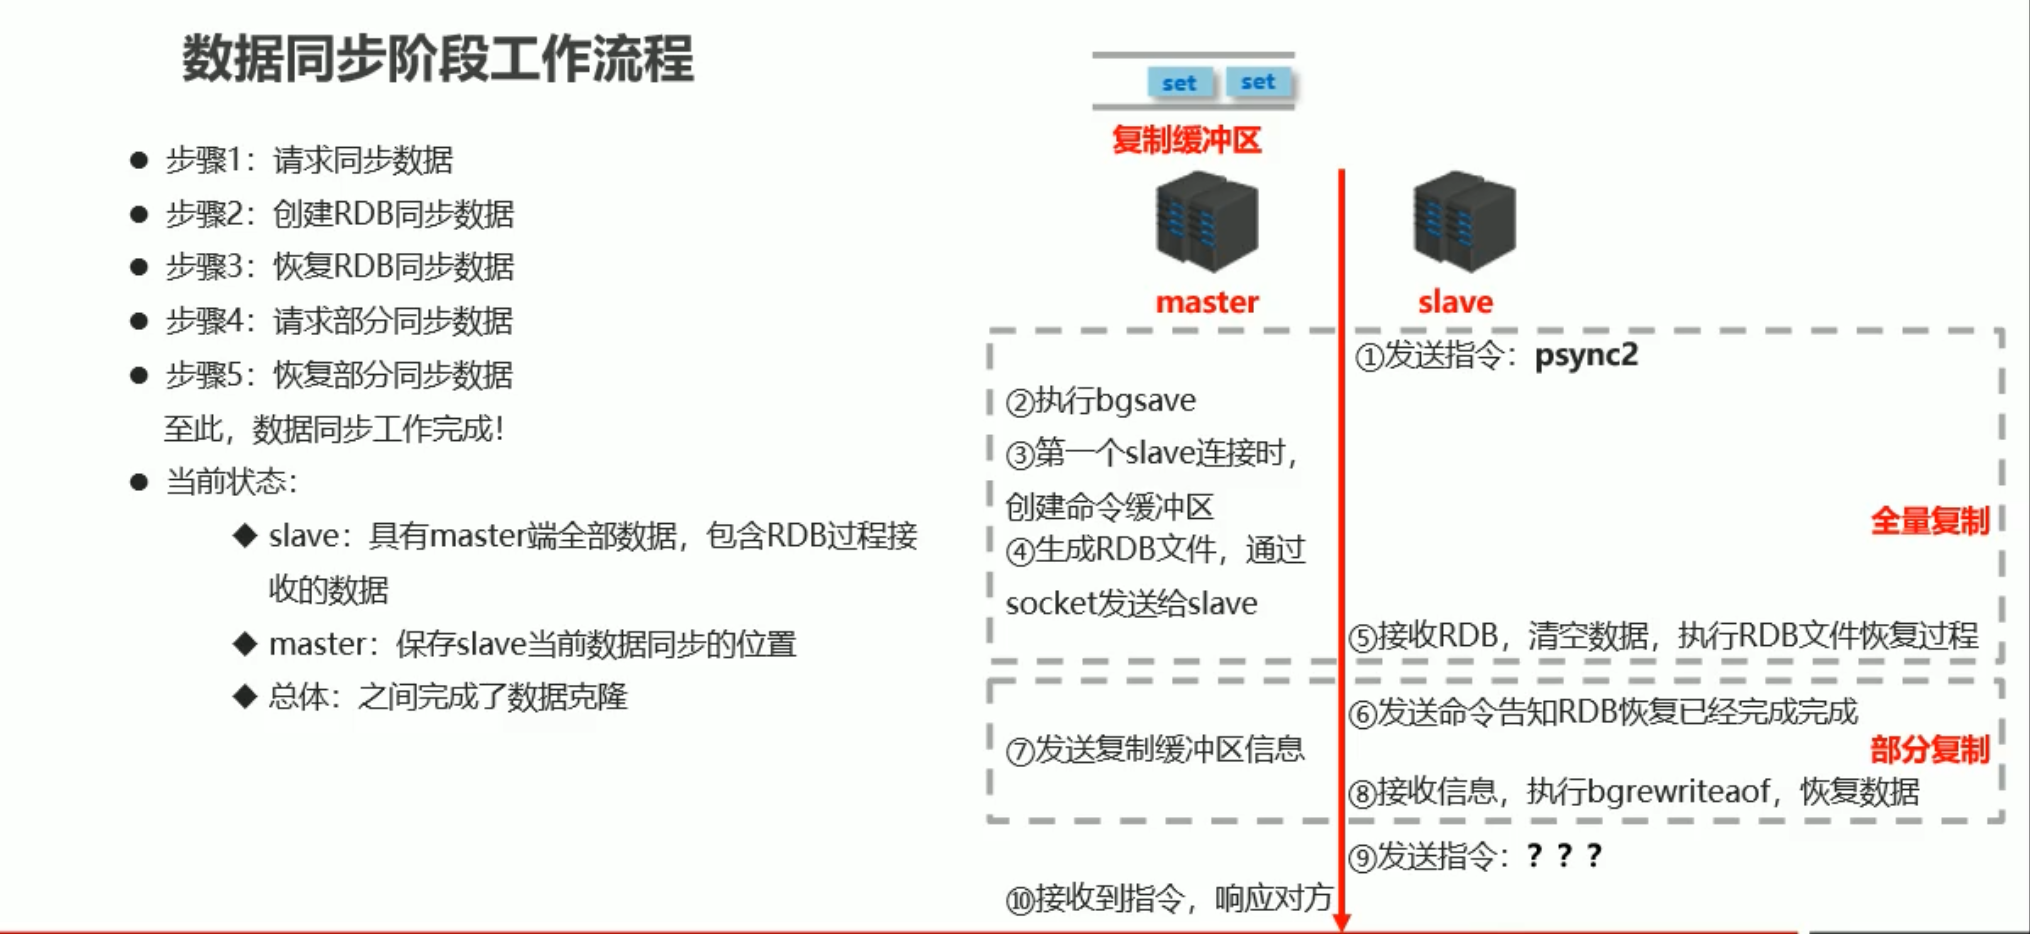 数据同步阶段工作流程
步骤1：请求同步数据
步骤2：创建RDB同步数据
步骤3：恢复RDB同步数据
步骤4：请求部分同步数据
步骤5：恢复部分同步数据
至此，数据同步工作完成！
当前状态：
slave：具有master端全部数据，包含RDB过程接
收的数据
master：保存slave当前数据同步的位置
总体：之间完成了数据克隆
set set
复制缓冲区
master
slave
①发送指令：psync2
②执行bgsave
③第一个slave连接时，
创建命令缓冲区
④生成RDB文件，通过
socket发送给slave
全量复制
⑤接收RDB，清空数据，执行RDB文件恢复过程
⑥发送命令告知RDB恢复已经完成完成
⑦发送复制缓冲区信息
部分复制
⑧接收信息，执行bgrewriteaof，恢复数据
⑨发送指令：？？？
⑩接收到指令，响应对方